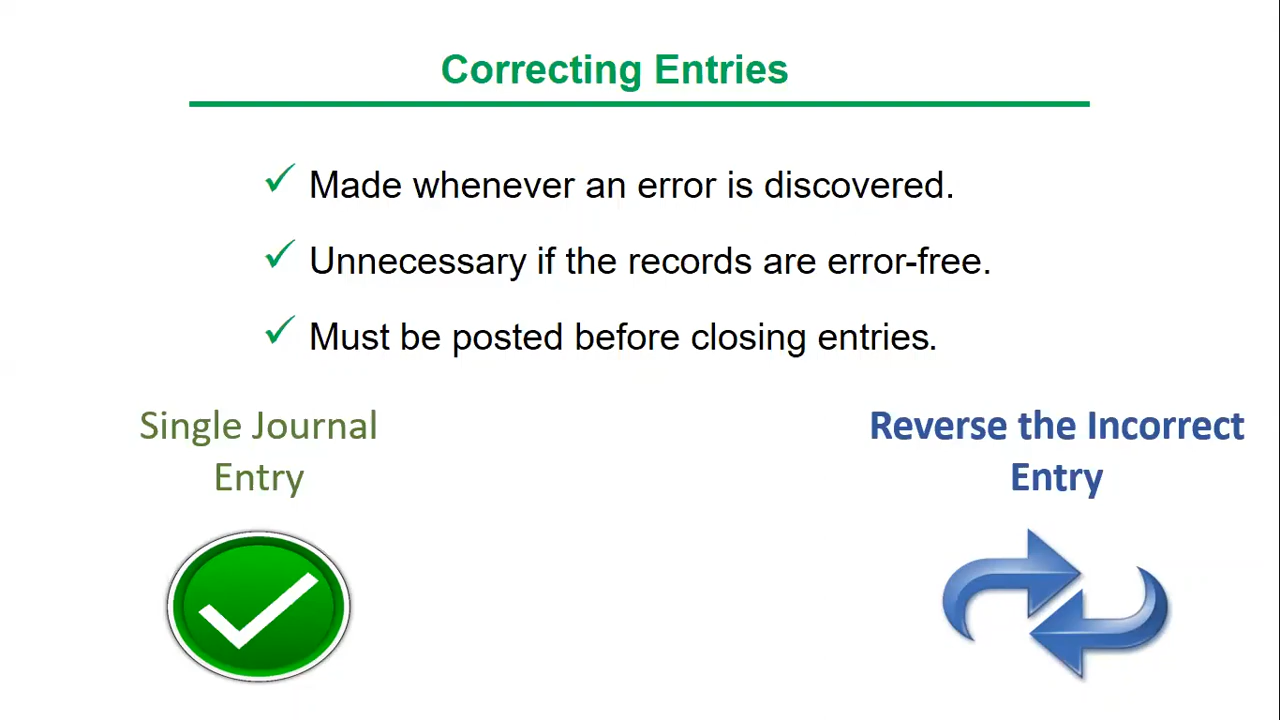 Correcting Entries
Made whenever an error is discovered.
Unnecessary if the records are error-free.
Must be posted before closing entries.
Single Journal
Entry
Reverse the Incorrect
Entry